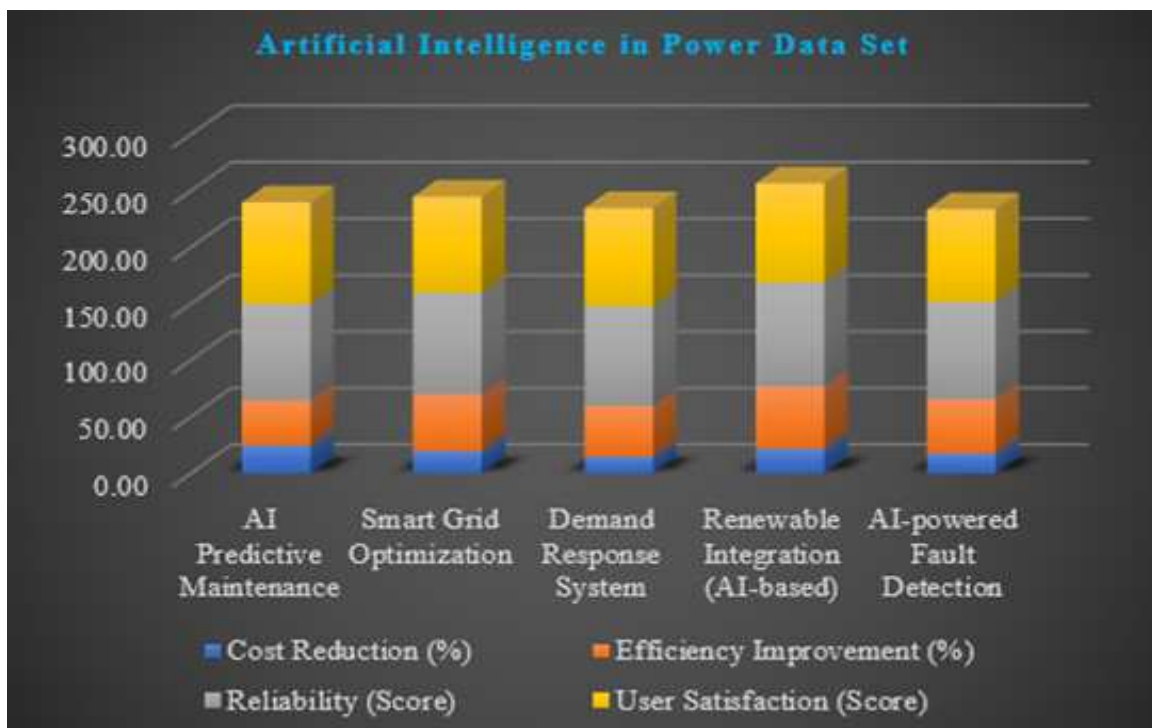 Artificial Intelligence in Power Data Set
300.00
250.00
200.00
150.00
100.00
50.00
0.00
AI Predictive Maintenance
Smart Grid Optimization
Demand Response System
Renewable Integration (AI-based)
AI-powered Fault Detection
Cost Reduction (%)
Efficiency Improvement (%)
Reliability (Score)
User Satisfaction (Score)